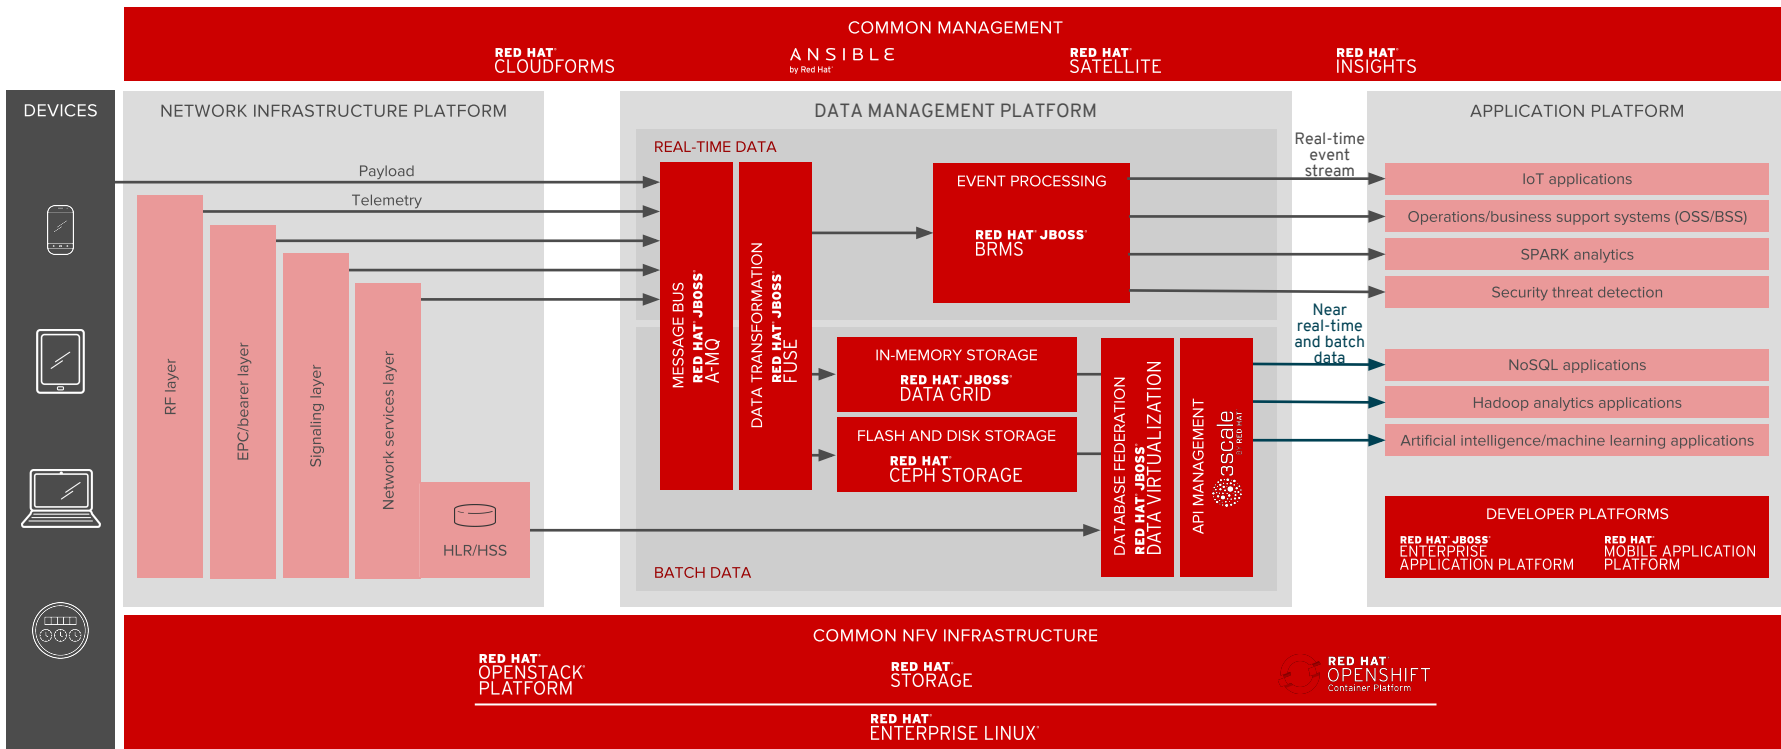 COMMON MANAGEMENT
RED HAT®
CLOUDFORMS
ANSIBLE
by Red Hat®
RED HAT®
SATELLITE
RED HAT®
INSIGHTS
DEVICES
NETWORK INFRASTRUCTURE PLATFORM
Payload
Telemetry
RF layer
EPC/bearer layer
Signaling layer
Network services layer
HLR/HSS
DATA MANAGEMENT PLATFORM
REAL-TIME DATA
MESSAGE BUS
RED HAT® JBOSS®
A-MQ
DATA TRANSFORMATION
RED HAT® JBOSS®
FUSE
EVENT PROCESSING
RED HAT® JBOSS®
BRMS
IN-MEMORY STORAGE
RED HAT® JBOSS®
DATA GRID
FLASH AND DISK STORAGE
RED HAT®
CEPH STORAGE
DATABASE FEDERATION
RED HAT® JBOSS®
DATA VIRTUALIZATION
API MANAGEMENT
3scale
BY RED HAT
BATCH DATA
Real-time
event
stream
Near
real-time
and batch
data
APPLICATION PLATFORM
IoT applications
Operations/business support systems (OSS/BSS)
SPARK analytics
Security threat detection
NoSQL applications
Hadoop analytics applications
Artificial intelligence/machine learning applications
DEVELOPER PLATFORMS
RED HAT® JBOSS®
ENTERPRISE
APPLICATION PLATFORM
RED HAT®
MOBILE APPLICATION
PLATFORM
COMMON NFV INFRASTRUCTURE
RED HAT®
OPENSTACK®
PLATFORM
RED HAT®
STORAGE
RED HAT®
OPENSHIFT
Container Platform
RED HAT®
ENTERPRISE LINUX®